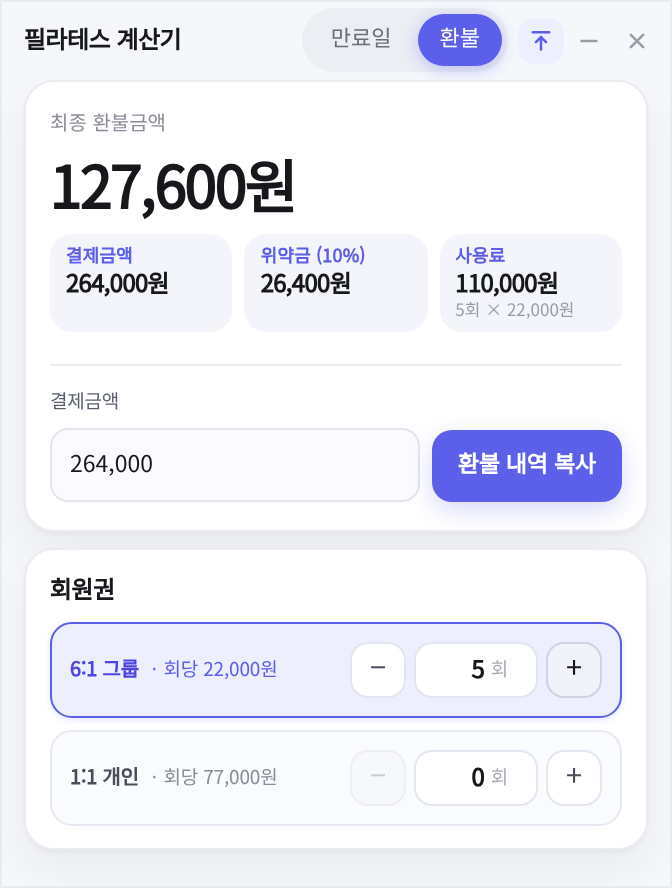 필라테스 계산기
만료일 환불
최종 환불금액
127,600원
결제금액
264,000원
위약금 (10%)
26,400원
사용료
110,000원
5회 × 22,000원
결제금액
264,000 환불 내역 복사
회원권
6:1 그룹 · 회당 22,000원 − 5 회 +
1:1 개인 · 회당 77,000원 − 0 회 +